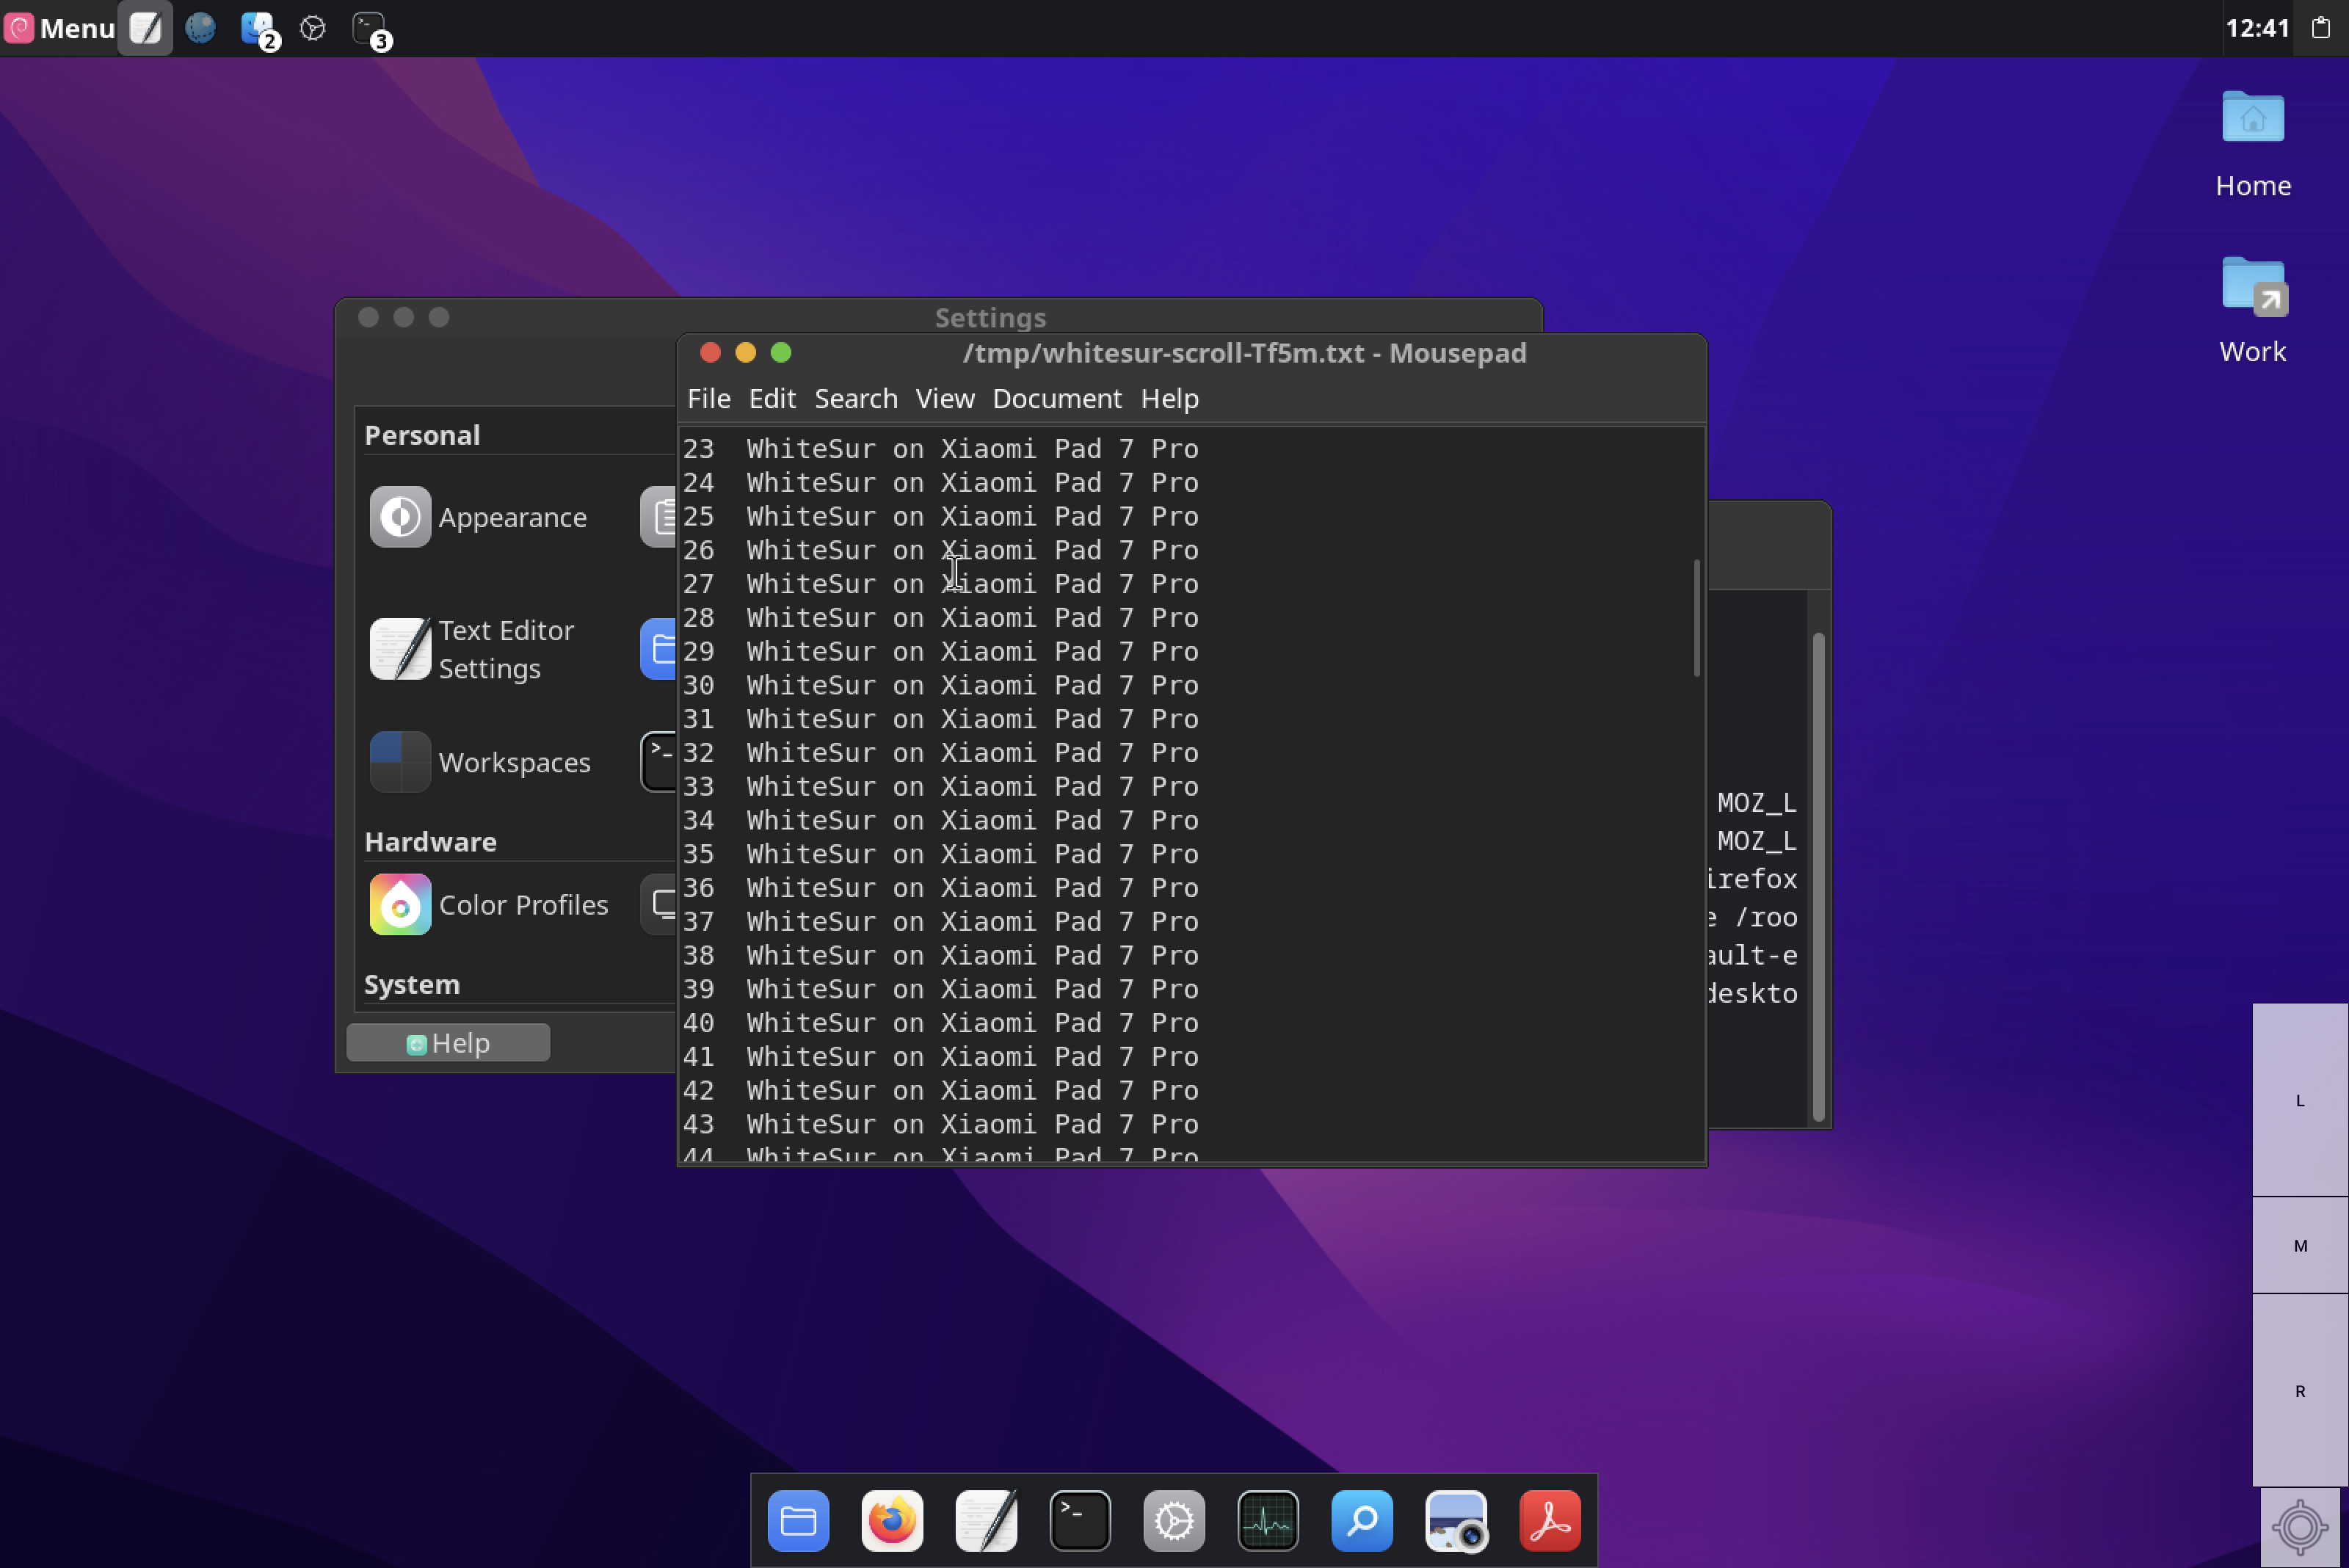 Menu
2
3
12:41
Home
Work
Settings
Personal
Appearance
Text Editor
Settings
Workspaces
Hardware
Color Profiles
System
Help
/tmp/whitesur-scroll-Tf5m.txt - Mousepad
File Edit Search View Document Help
23 WhiteSur on Xiaomi Pad 7 Pro
24 WhiteSur on Xiaomi Pad 7 Pro
25 WhiteSur on Xiaomi Pad 7 Pro
26 WhiteSur on Xiaomi Pad 7 Pro
27 WhiteSur on Xiaomi Pad 7 Pro
28 WhiteSur on Xiaomi Pad 7 Pro
29 WhiteSur on Xiaomi Pad 7 Pro
30 WhiteSur on Xiaomi Pad 7 Pro
31 WhiteSur on Xiaomi Pad 7 Pro
32 WhiteSur on Xiaomi Pad 7 Pro
33 WhiteSur on Xiaomi Pad 7 Pro
34 WhiteSur on Xiaomi Pad 7 Pro
35 WhiteSur on Xiaomi Pad 7 Pro
36 WhiteSur on Xiaomi Pad 7 Pro
37 WhiteSur on Xiaomi Pad 7 Pro
38 WhiteSur on Xiaomi Pad 7 Pro
39 WhiteSur on Xiaomi Pad 7 Pro
40 WhiteSur on Xiaomi Pad 7 Pro
41 WhiteSur on Xiaomi Pad 7 Pro
42 WhiteSur on Xiaomi Pad 7 Pro
43 WhiteSur on Xiaomi Pad 7 Pro
44 WhiteSur on Xiaomi Pad 7 Pro
MOZ_L
MOZ_L
irefox
e /roo
ault-e
deskto
L
M
R